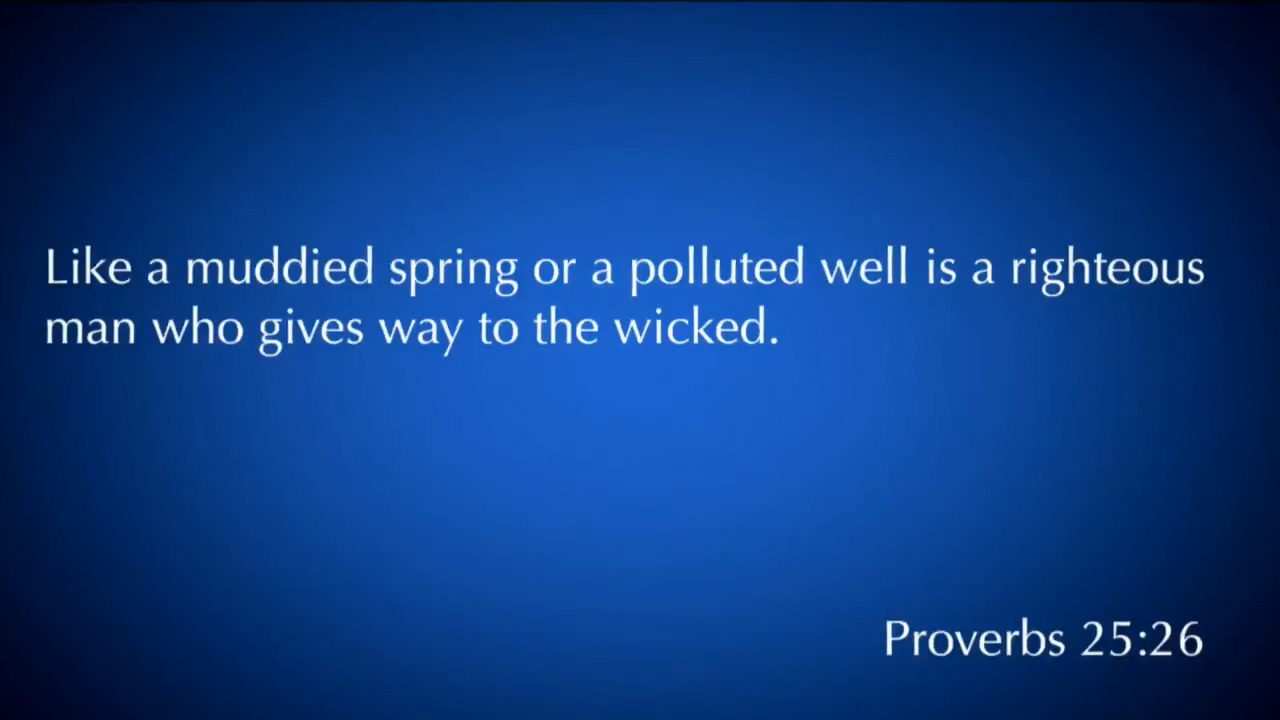 Like a muddied spring or a polluted well is a righteous
man who gives way to the wicked.
Proverbs 25:26